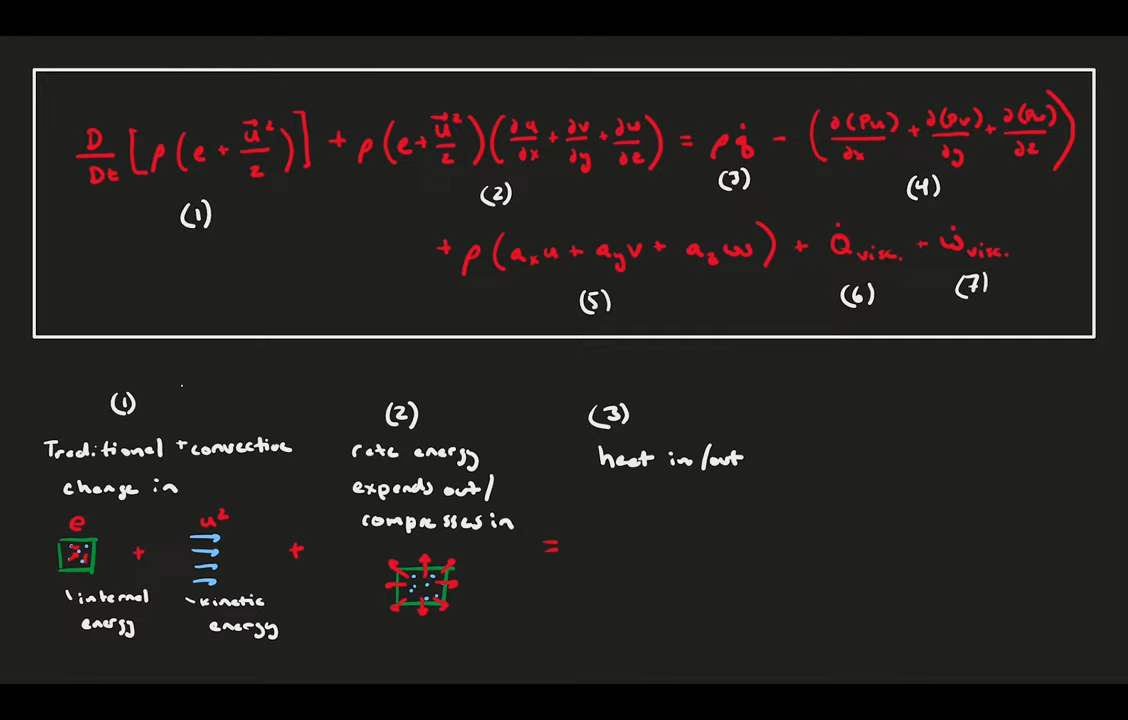 D/Dt [ρ(e + u⃗²/2)] + ρ(e + u⃗²/2)(∂u/∂x + ∂v/∂y + ∂w/∂z) = ρq̇ - (∂(pu)/∂x + ∂(pv)/∂y + ∂(pw)/∂z)
(1) (2) (3) (4)
+ ρ(aₓu + a_y v + a_z w) + Q̇visc. + Ẇvisc.
(5) (6) (7)
(1) (2) (3)
Traditional + convective
change in
rate energy
expands out/
compresses in
heat in/out
e + u² + =
internal
energy
kinetic
energy